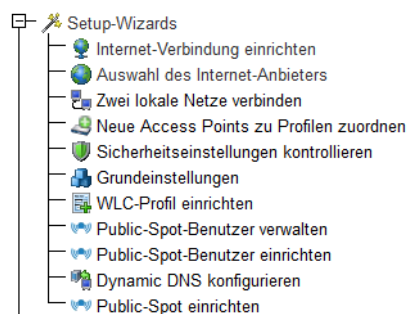 Setup-Wizards
Internet-Verbindung einrichten
Auswahl des Internet-Anbieters
Zwei lokale Netze verbinden
Neue Access Points zu Profilen zuordnen
Sicherheitseinstellungen kontrollieren
Grundeinstellungen
WLC-Profil einrichten
Public-Spot-Benutzer verwalten
Public-Spot-Benutzer einrichten
Dynamic DNS konfigurieren
Public-Spot einrichten